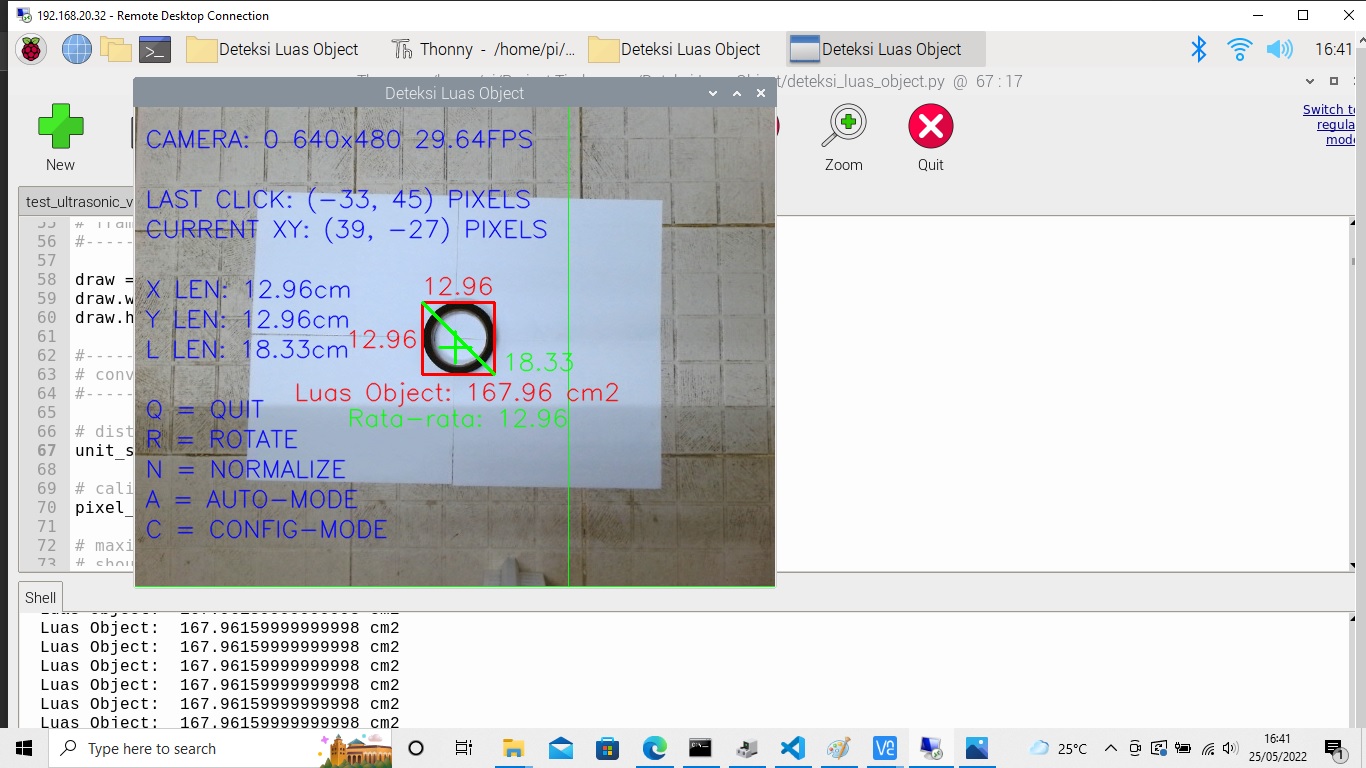 192.168.20.32 - Remote Desktop Connection
Deteksi Luas Object
Thonny - /home/pi/...
Deteksi Luas Object
Deteksi Luas Object
16:41
/deteksi_luas_object.py @ 67 : 17
Deteksi Luas Object
New
Zoom
Quit
Switch to
regula
mode
test_ultrasonic_v
CAMERA: 0 640x480 29.64FPS
LAST CLICK: (-33, 45) PIXELS
CURRENT XY: (39, -27) PIXELS
X LEN: 12.96cm
Y LEN: 12.96cm
L LEN: 18.33cm
12.96
12.96
18.33
Luas Object: 167.96 cm2
Rata-rata: 12.96
Q = QUIT
R = ROTATE
N = NORMALIZE
A = AUTO-MODE
C = CONFIG-MODE
55 # fram
56 #-----
57
58 draw =
59 draw.w
60 draw.h
61
62 #-----
63 # conv
64 #-----
65
66 # dist
67 unit_s
68
69 # cali
70 pixel_
71
72 # maxi
73 # shou
Shell
Luas Object: 167.96159999999998 cm2
Luas Object: 167.96159999999998 cm2
Luas Object: 167.96159999999998 cm2
Luas Object: 167.96159999999998 cm2
Luas Object: 167.96159999999998 cm2
Luas Object: 167.96159999999998 cm2
Luas Object: 167.96159999999998 cm2
Type here to search
25°C
16:41
25/05/2022
1